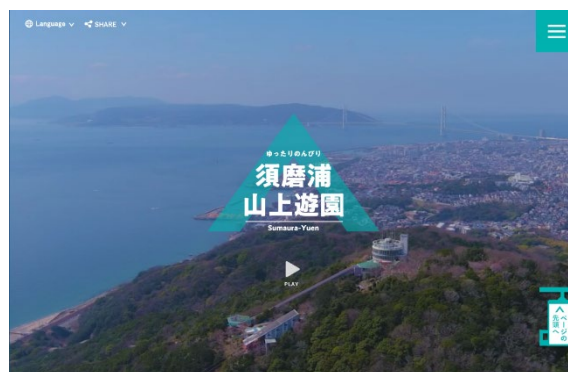 Language
SHARE
ゆったりのんびり
須磨浦
山上遊園
Sumaura-Yuen
PLAY
ページの
先頭へ